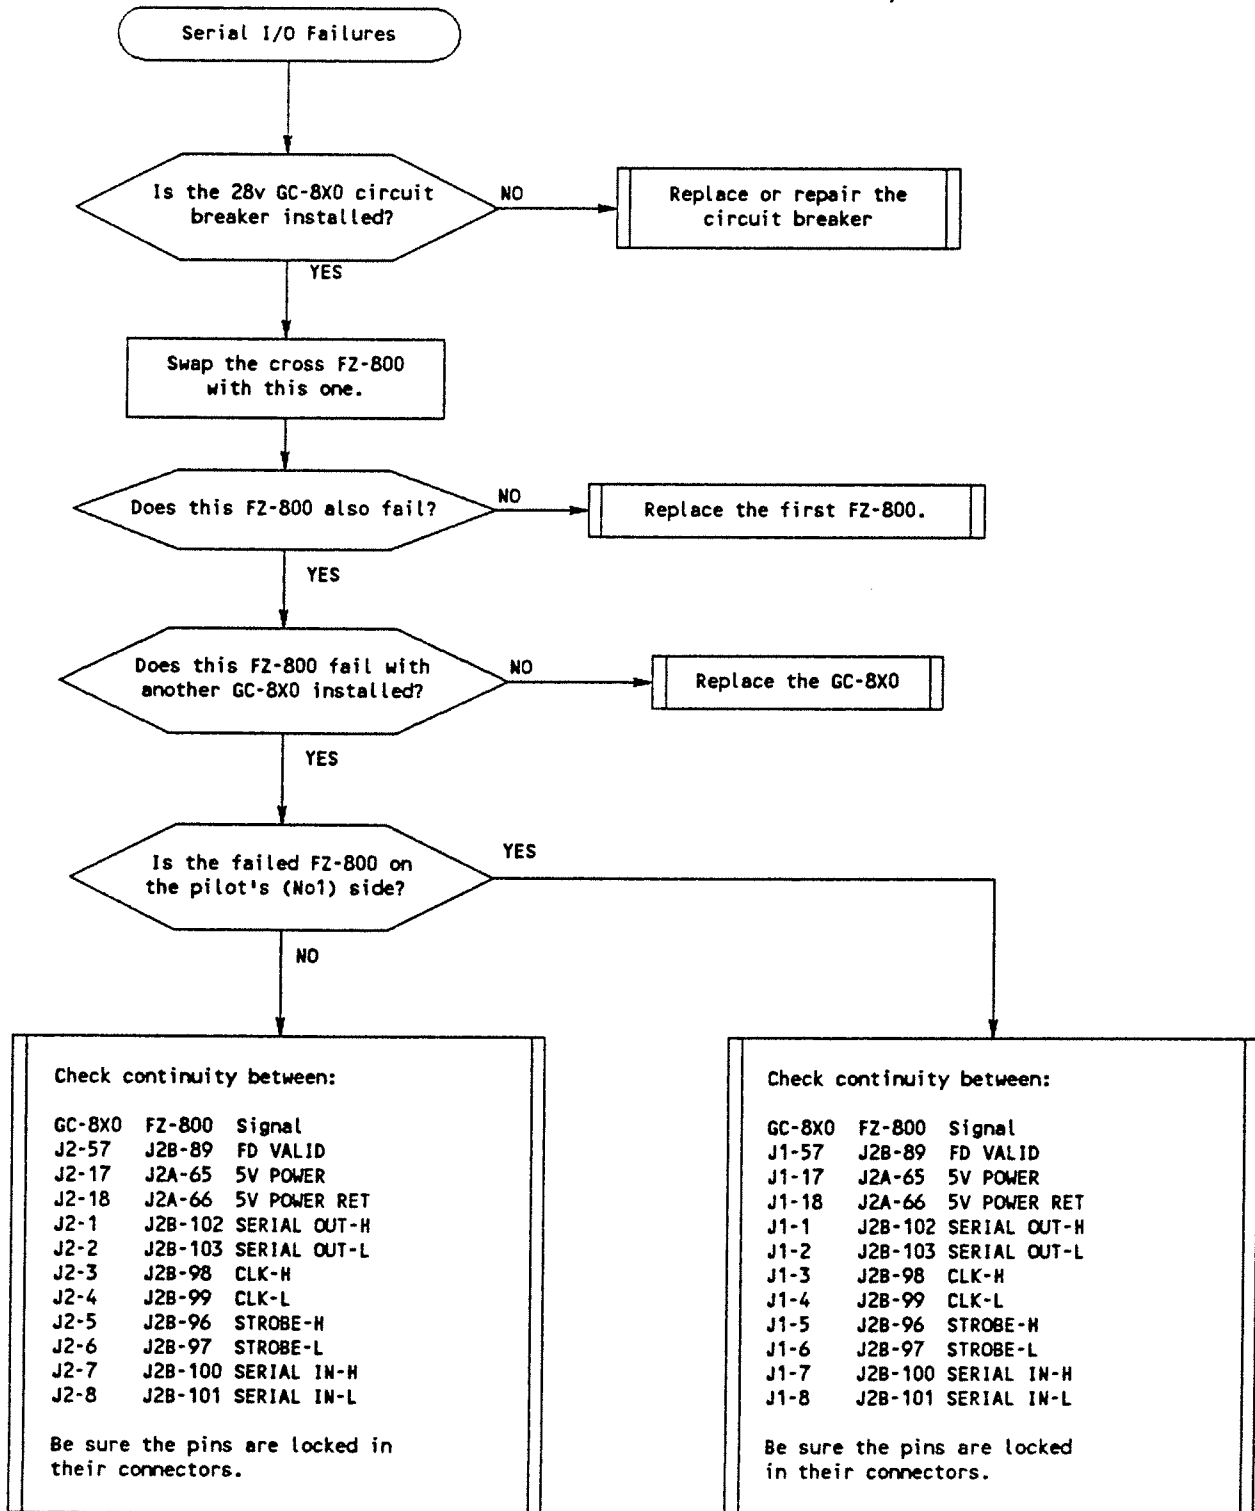 Serial I/O Failures
Is the 28v GC-8X0 circuit
breaker installed?
NO
Replace or repair the
circuit breaker
YES
Swap the cross FZ-800
with this one.
Does this FZ-800 also fail?
NO
Replace the first FZ-800.
YES
Does this FZ-800 fail with
another GC-8X0 installed?
NO
Replace the GC-8X0
YES
Is the failed FZ-800 on
the pilot's (No1) side?
YES
NO
Check continuity between:
GC-8X0 FZ-800 Signal
J2-57 J2B-89 FD VALID
J2-17 J2A-65 5V POWER
J2-18 J2A-66 5V POWER RET
J2-1 J2B-102 SERIAL OUT-H
J2-2 J2B-103 SERIAL OUT-L
J2-3 J2B-98 CLK-H
J2-4 J2B-99 CLK-L
J2-5 J2B-96 STROBE-H
J2-6 J2B-97 STROBE-L
J2-7 J2B-100 SERIAL IN-H
J2-8 J2B-101 SERIAL IN-L
Be sure the pins are locked in
their connectors.
Check continuity between:
GC-8X0 FZ-800 Signal
J1-57 J2B-89 FD VALID
J1-17 J2A-65 5V POWER
J1-18 J2A-66 5V POWER RET
J1-1 J2B-102 SERIAL OUT-H
J1-2 J2B-103 SERIAL OUT-L
J1-3 J2B-98 CLK-H
J1-4 J2B-99 CLK-L
J1-5 J2B-96 STROBE-H
J1-6 J2B-97 STROBE-L
J1-7 J2B-100 SERIAL IN-H
J1-8 J2B-101 SERIAL IN-L
Be sure the pins are locked
in their connectors.